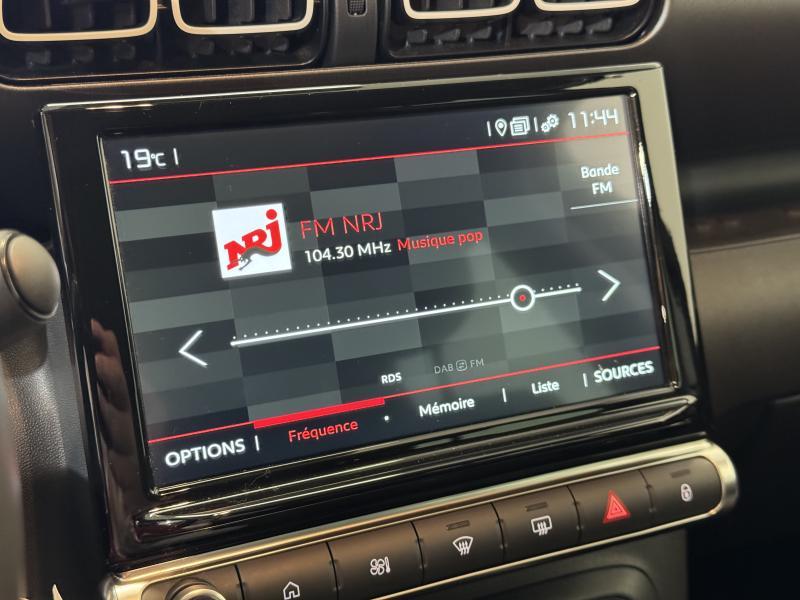 19°C
11:44
Bande
FM
NRJ
FM NRJ
104.30 MHz Musique pop
RDS
DAB FM
OPTIONS
Fréquence
Mémoire
Liste
SOURCES